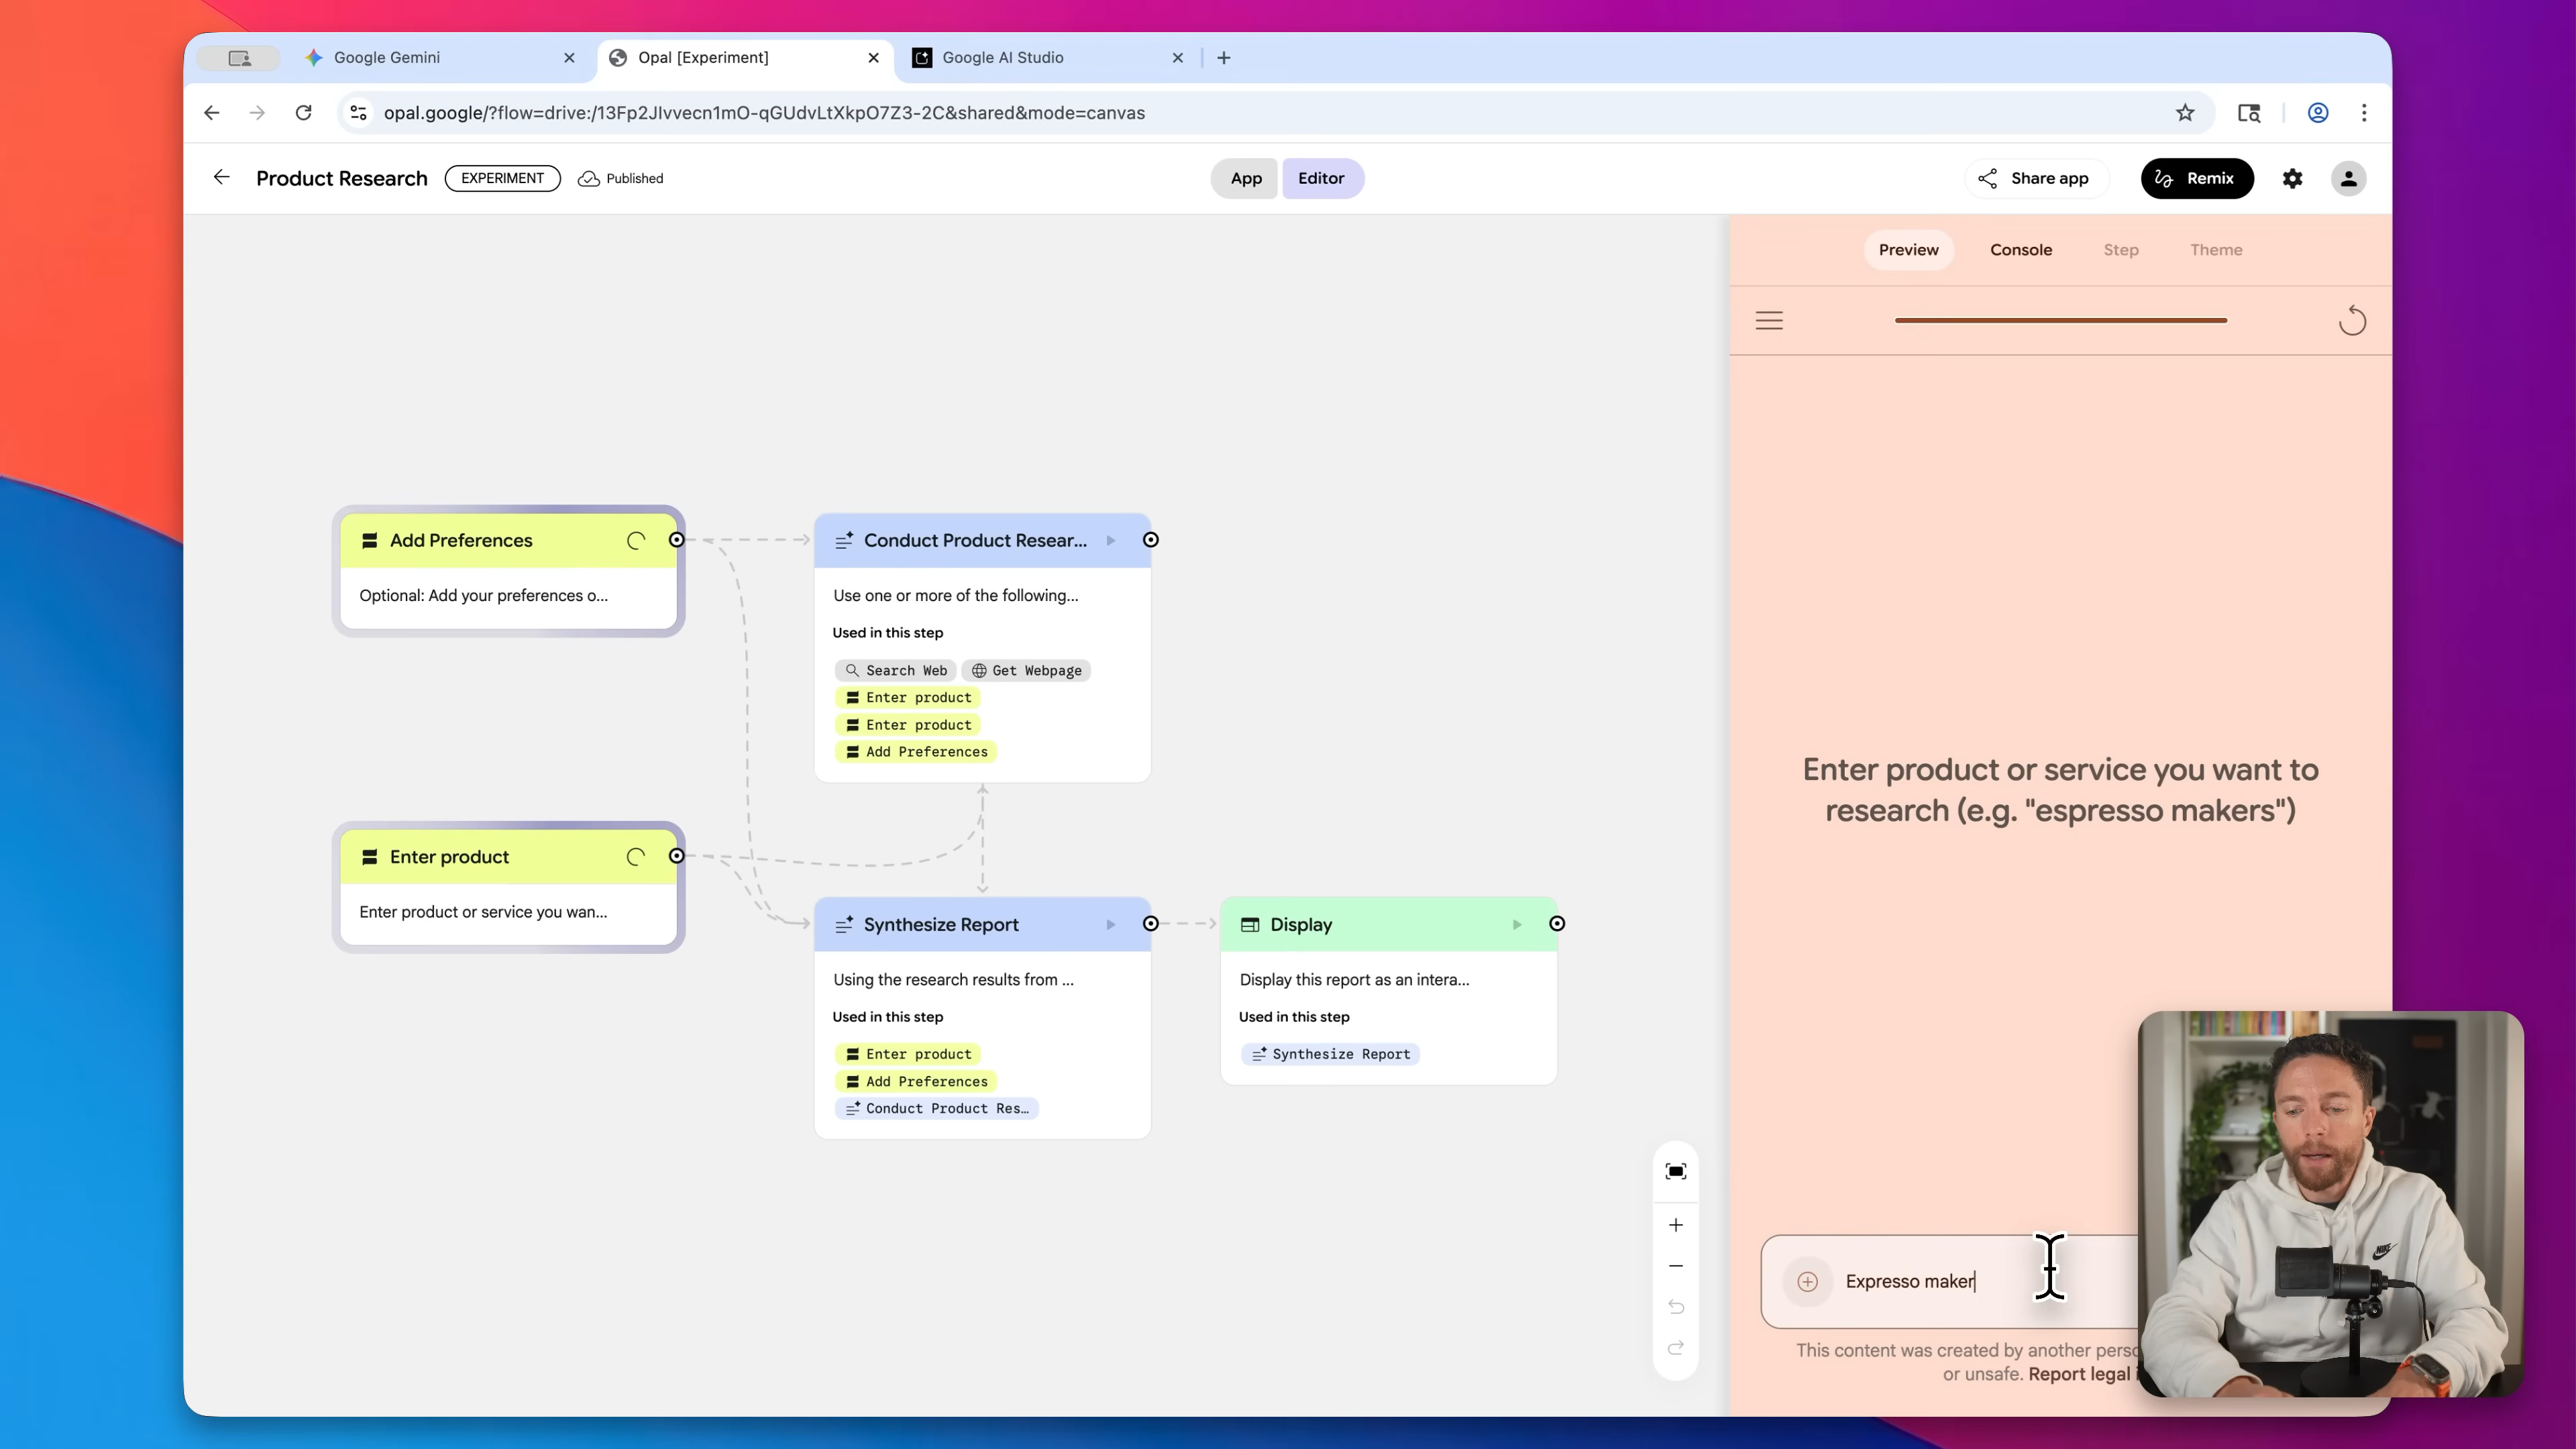 Google Gemini
Opal [Experiment]
Google AI Studio
opal.google/?flow=drive:/13Fp2JIvvecn1mO-qGUdvLtXkpO7Z3-2C&shared&mode=canvas
Product Research
EXPERIMENT
Published
App
Editor
Share app
Remix
Preview
Console
Step
Theme
Add Preferences
Optional: Add your preferences o...
Conduct Product Resear...
Use one or more of the following...
Used in this step
Search Web
Get Webpage
Enter product
Enter product
Add Preferences
Enter product
Enter product or service you wan...
Synthesize Report
Using the research results from ...
Used in this step
Enter product
Add Preferences
Conduct Product Res…
Display
Display this report as an intera...
Used in this step
Synthesize Report
Enter product or service you want to
research (e.g. "espresso makers")
Expresso maker
This content was created by another
or unsafe. Report legal
NIKE